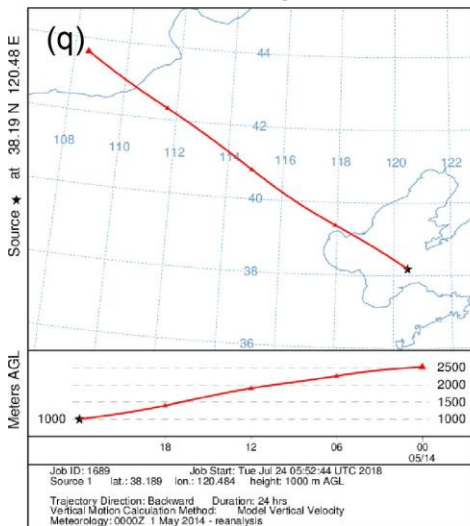 (q)
44
42
40
38
36
108
110
112
114
116
118
120
122
Source ★ at 38.19 N 120.48 E
Meters AGL
2500
2000
1500
1000
1000
18
12
06
00
05/14
Job ID: 1689 Job Start: Tue Jul 24 05:52:44 UTC 2018
Source 1 lat.: 38.189 lon.: 120.484 height: 1000 m AGL
Trajectory Direction: Backward Duration: 24 hrs
Vertical Motion Calculation Method: Model Vertical Velocity
Meteorology: 0000Z 1 May 2014 - reanalysis